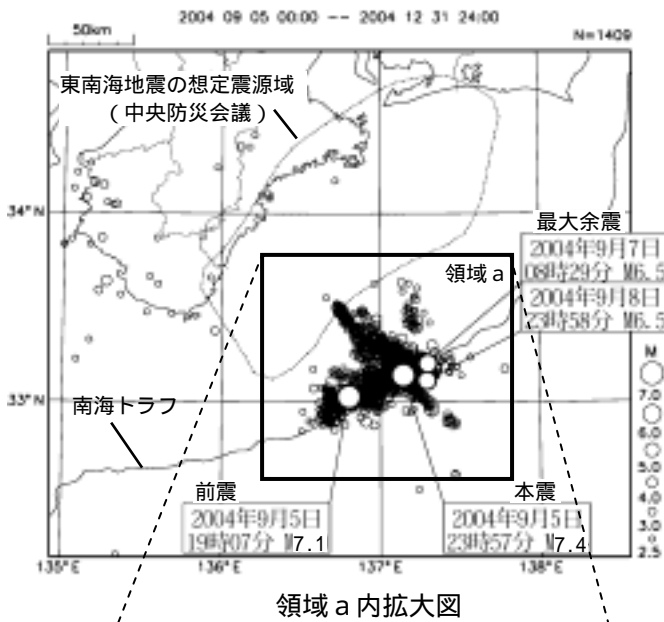 2004 09 05 00:00 -- 2004 12 31 24:00
50km
N=1409
東南海地震の想定震源域
(中央防災会議)
34°N
最大余震
2004年9月7日
08時29分 M6.5
2004年9月8日
23時58分 M6.5
領域a
M
7.0
6.0
5.0
4.0
3.0
2.5
33°N
南海トラフ
前震
2004年9月5日
19時07分 M7.1
本震
2004年9月5日
23時57分 M7.4
135°E
136°E
137°E
138°E
領域a内拡大図